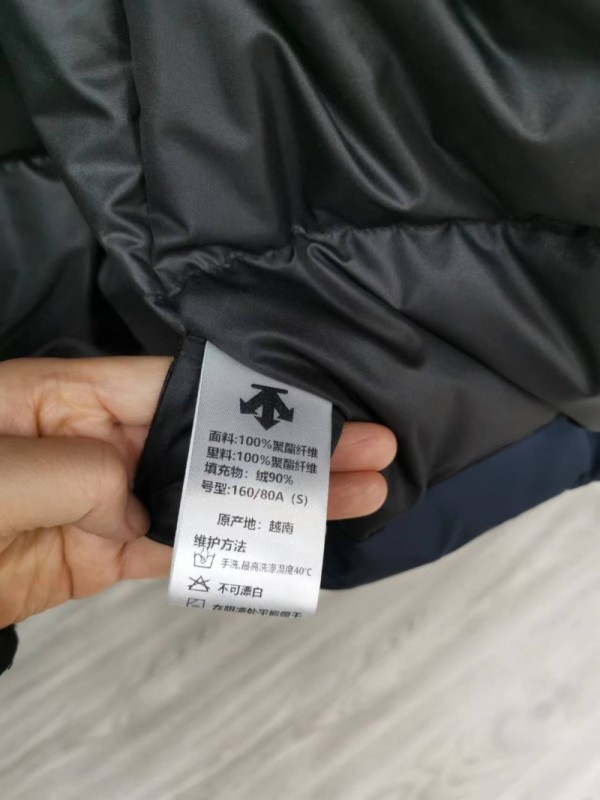 面料:100%聚酯纤维
里料:100%聚酯纤维
填充物: 绒90%
号型:160/80A (S)
原产地: 越南
维护方法
手洗,最高洗涤温度40℃
不可漂白